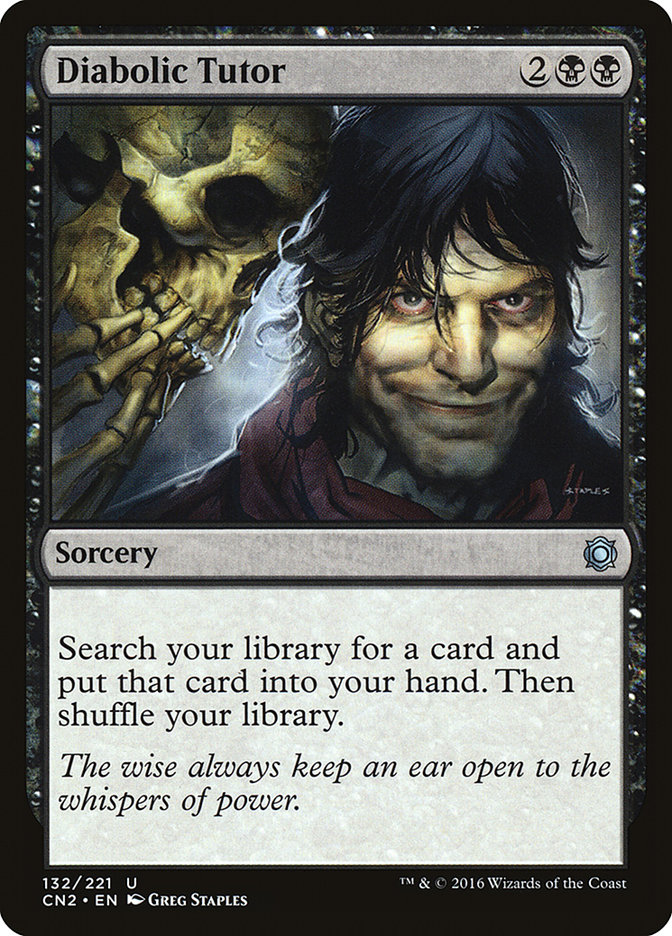 Diabolic Tutor 2
STAPLES
Sorcery
Search your library for a card and
put that card into your hand. Then
shuffle your library.
The wise always keep an ear open to the
whispers of power.
132/221 U
™ & © 2016 Wizards of the Coast
CN2 • EN Greg Staples